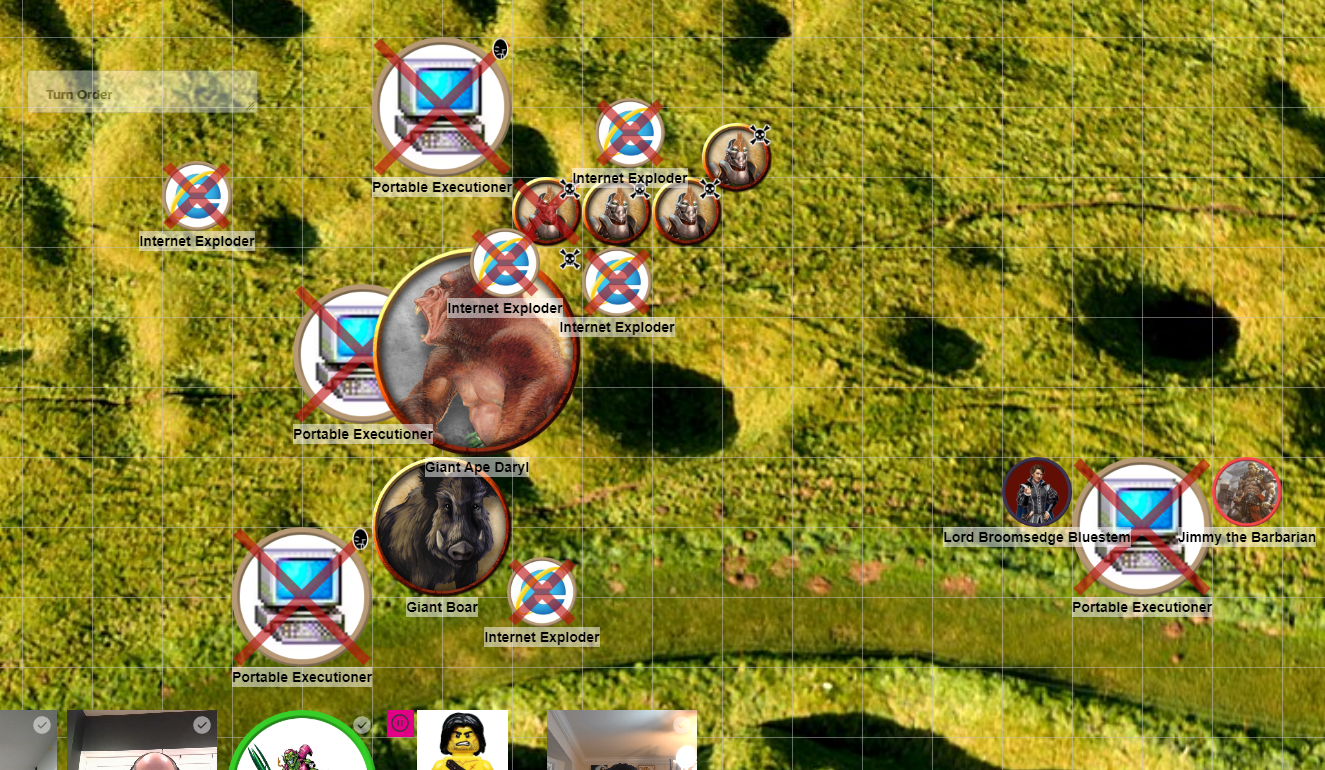 Turn Order
Portable Executioner
Internet Exploder
Internet Exploder
Internet Exploder
Internet Exploder
Portable Executioner
Giant Ape Daryl
Lord Broomsedge Bluestem
Jimmy the Barbarian
Giant Boar
Portable Executioner
Internet Exploder
Portable Executioner